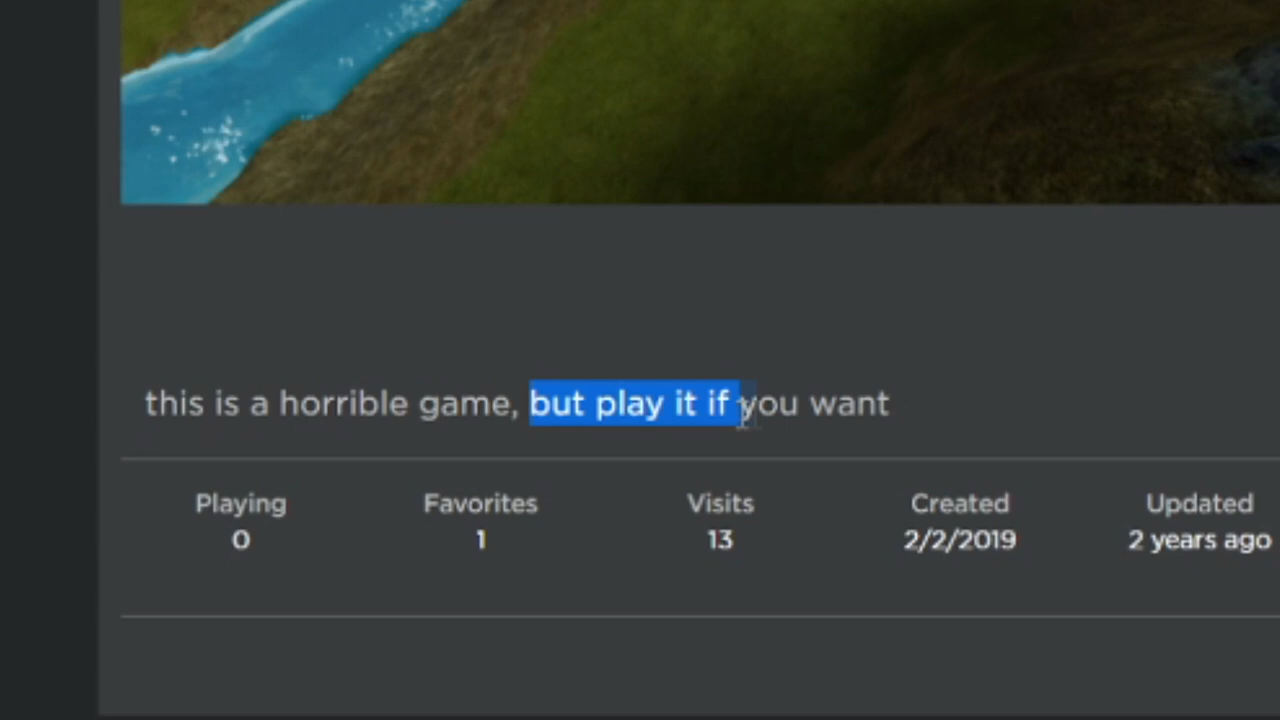 this is a horrible game, but play it if you want
Playing Favorites Visits Created Updated
0 1 13 2/2/2019 2 years ago